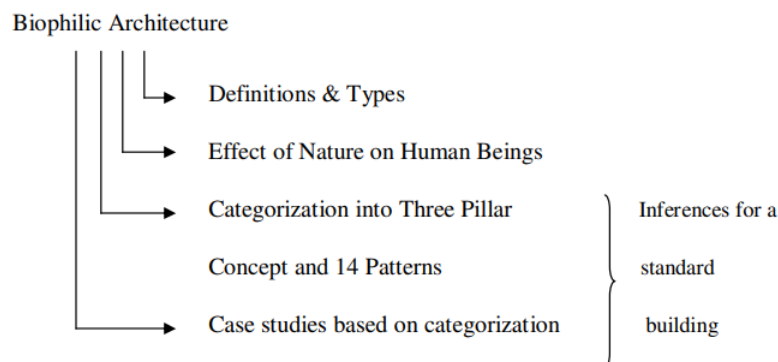 Biophilic Architecture
Definitions & Types
Effect of Nature on Human Beings
Categorization into Three Pillar
Inferences for a
Concept and 14 Patterns
standard
Case studies based on categorization
building